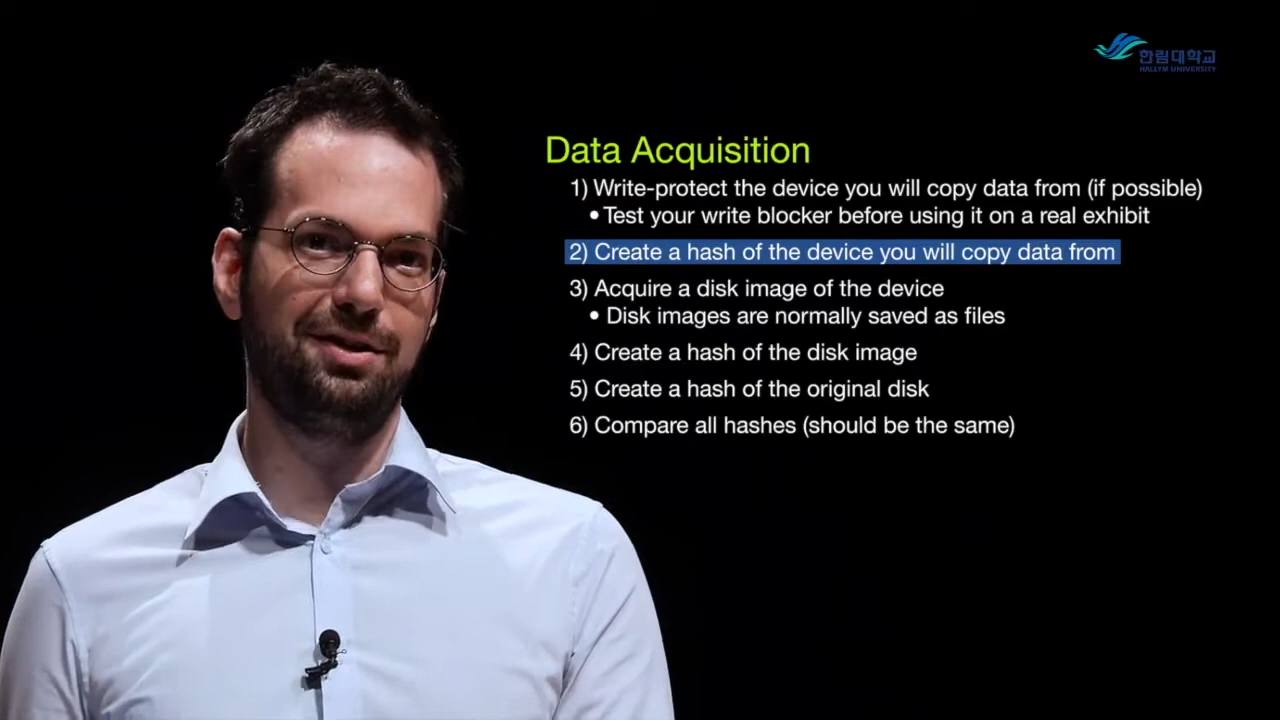 한림대학교
HALLYM UNIVERSITY
Data Acquisition
1) Write-protect the device you will copy data from (if possible)
• Test your write blocker before using it on a real exhibit
2) Create a hash of the device you will copy data from
3) Acquire a disk image of the device
• Disk images are normally saved as files
4) Create a hash of the disk image
5) Create a hash of the original disk
6) Compare all hashes (should be the same)